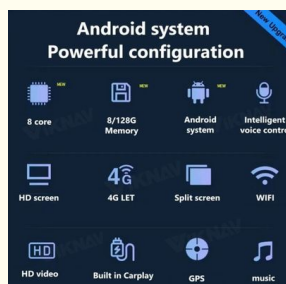 New Upgrade
Android system
Powerful configuration
NEW
NEW
NEW
8 core
8/128G
Memory
Android
system
Intelligent
voice control
4G
HD screen
4G LET
Split screen
WIFI
HD
HD video
Built in Carplay
GPS
music